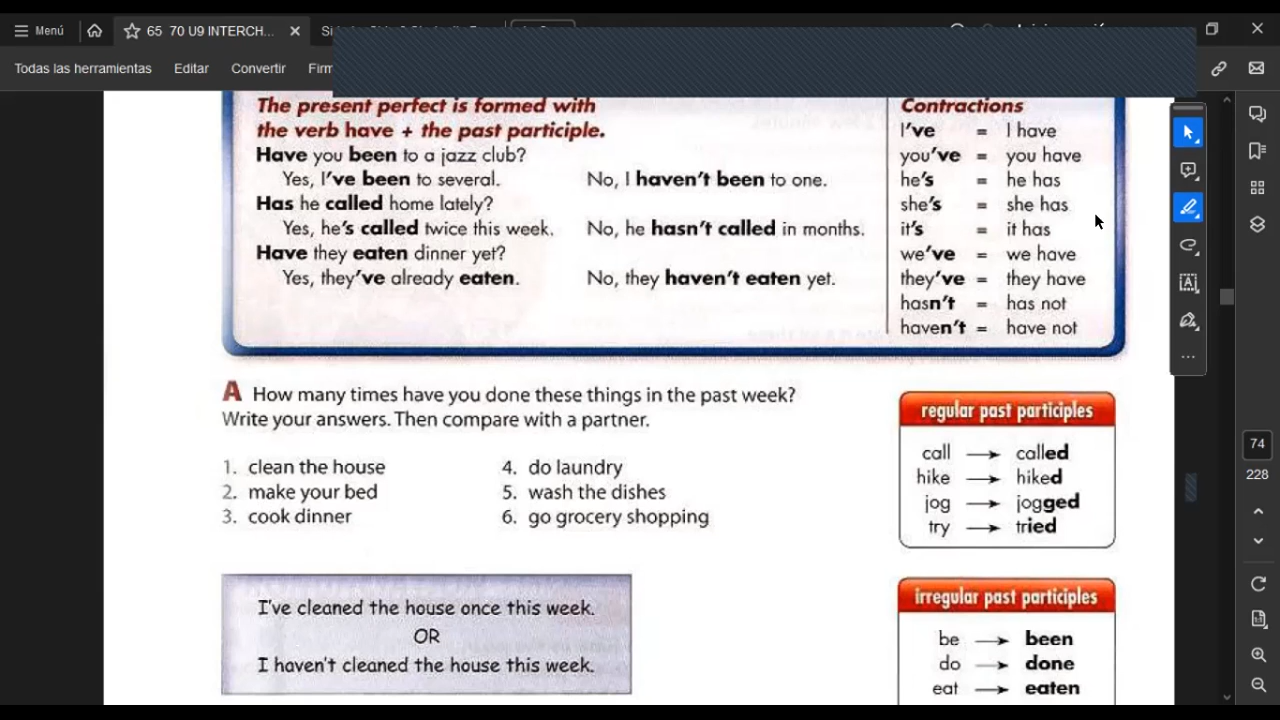 Menú
65 70 U9 INTERCH...
Todas las herramientas Editar Convertir Firm
The present perfect is formed with
the verb have + the past participle.
Have you been to a jazz club?
Yes, I've been to several. No, I haven't been to one.
Has he called home lately?
Yes, he's called twice this week. No, he hasn't called in months.
Have they eaten dinner yet?
Yes, they've already eaten. No, they haven't eaten yet.
Contractions
I've = I have
you've = you have
he's = he has
she's = she has
it's = it has
we've = we have
they've = they have
hasn't = has not
haven't = have not
A How many times have you done these things in the past week?
Write your answers. Then compare with a partner.
1. clean the house
2. make your bed
3. cook dinner
4. do laundry
5. wash the dishes
6. go grocery shopping
I've cleaned the house once this week.
OR
I haven't cleaned the house this week.
regular past participles
call → called
hike → hiked
jog → jogged
try → tried
irregular past participles
be → been
do → done
eat → eaten
74
228